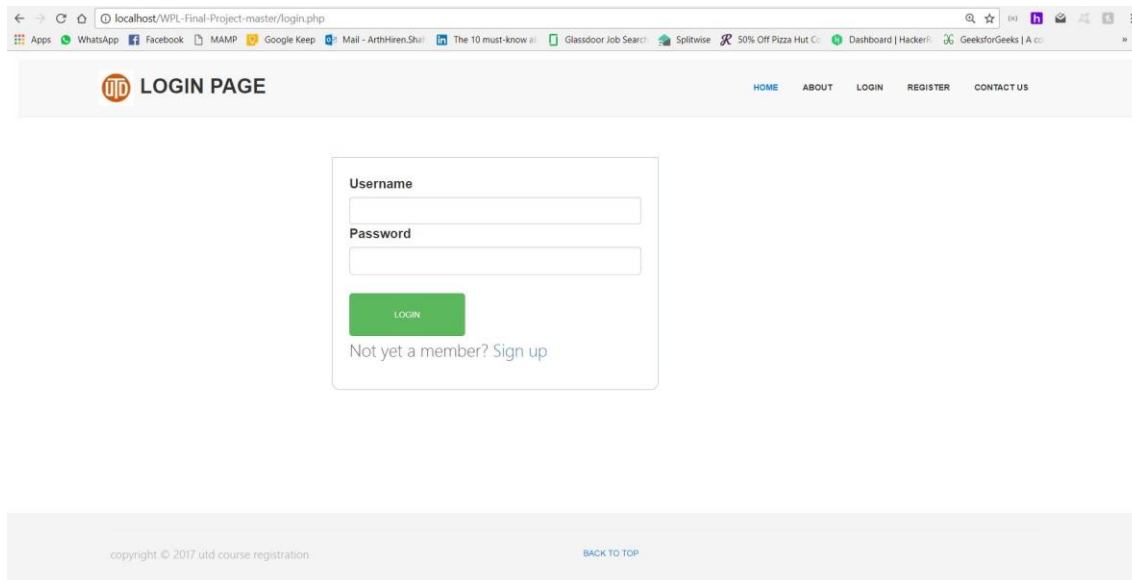 localhost/WPL-Final-Project-master/login.php
Apps WhatsApp Facebook MAMP Google Keep Mail - ArthHiren.Sha The 10 must-know a Glassdoor Job Search Splitwise 50% Off Pizza Hut Co Dashboard | HackerR GeeksforGeeks | A co »
UTD LOGIN PAGE HOME ABOUT LOGIN REGISTER CONTACT US
Username
Password
LOGIN
Not yet a member? Sign up
copyright © 2017 utd course registration BACK TO TOP